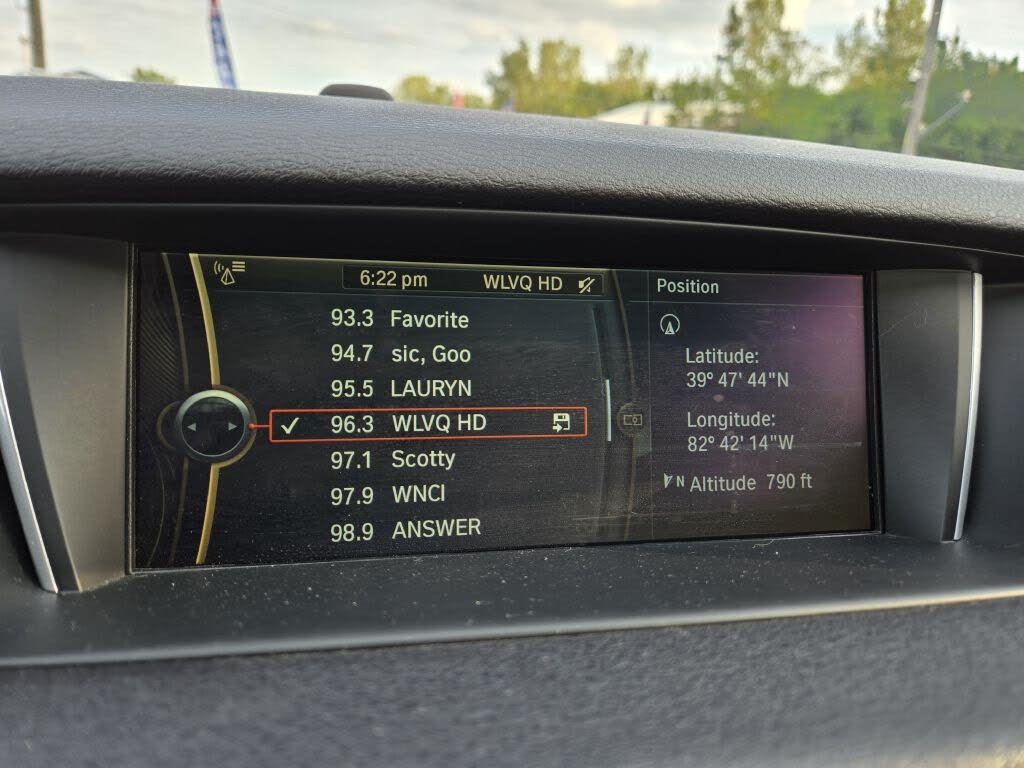 6:22 pm WLVQ HD
93.3 Favorite
94.7 sic, Goo
95.5 LAURYN
96.3 WLVQ HD
97.1 Scotty
97.9 WNCI
98.9 ANSWER
Position
Latitude:
39° 47' 44"N
Longitude:
82° 42' 14"W
N Altitude 790 ft